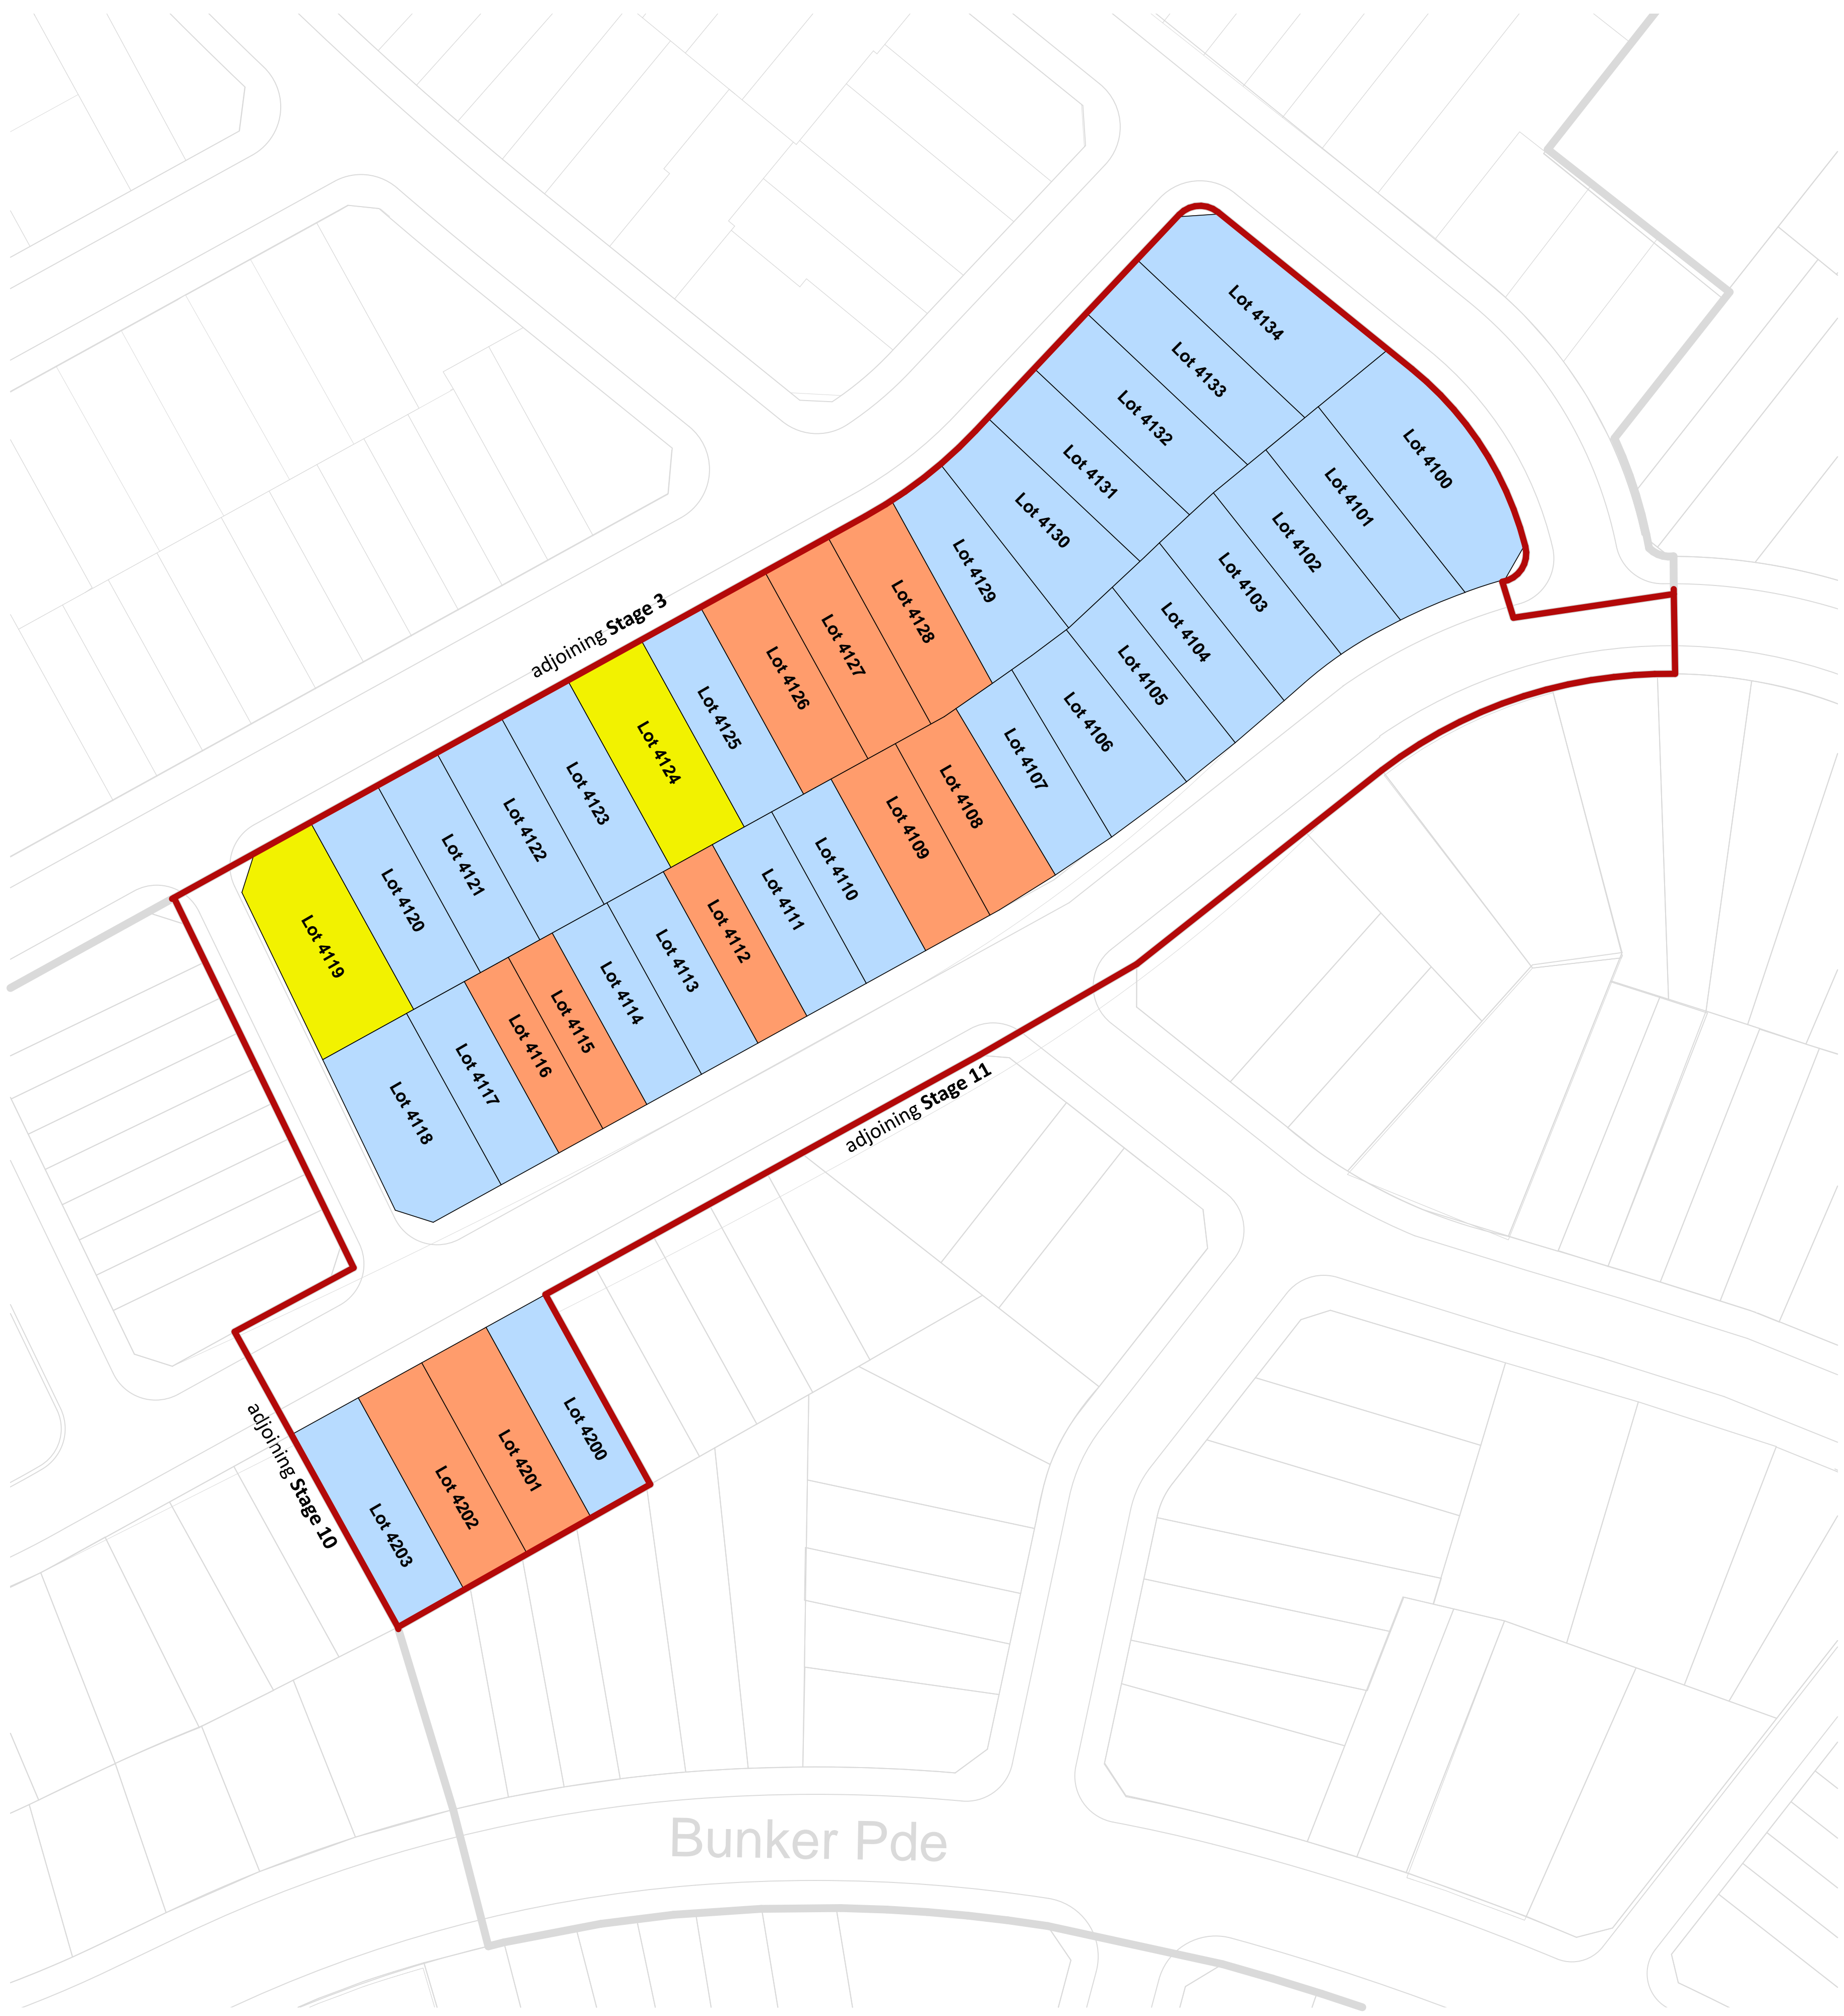 Lot 4134
Lot 4133
Lot 4132
Lot 4131
Lot 4130
Lot 4129
Lot 4128
Lot 4127
Lot 4126
Lot 4125
Lot 4124
Lot 4123
Lot 4122
Lot 4121
Lot 4120
Lot 4119
Lot 4100
Lot 4101
Lot 4102
Lot 4103
Lot 4104
Lot 4105
Lot 4106
Lot 4107
Lot 4108
Lot 4109
Lot 4110
Lot 4111
Lot 4112
Lot 4113
Lot 4114
Lot 4115
Lot 4116
Lot 4117
Lot 4118
adjoining Stage 3
adjoining Stage 11
adjoining Stage 10
Lot 4200
Lot 4201
Lot 4202
Lot 4203
Bunker Pde